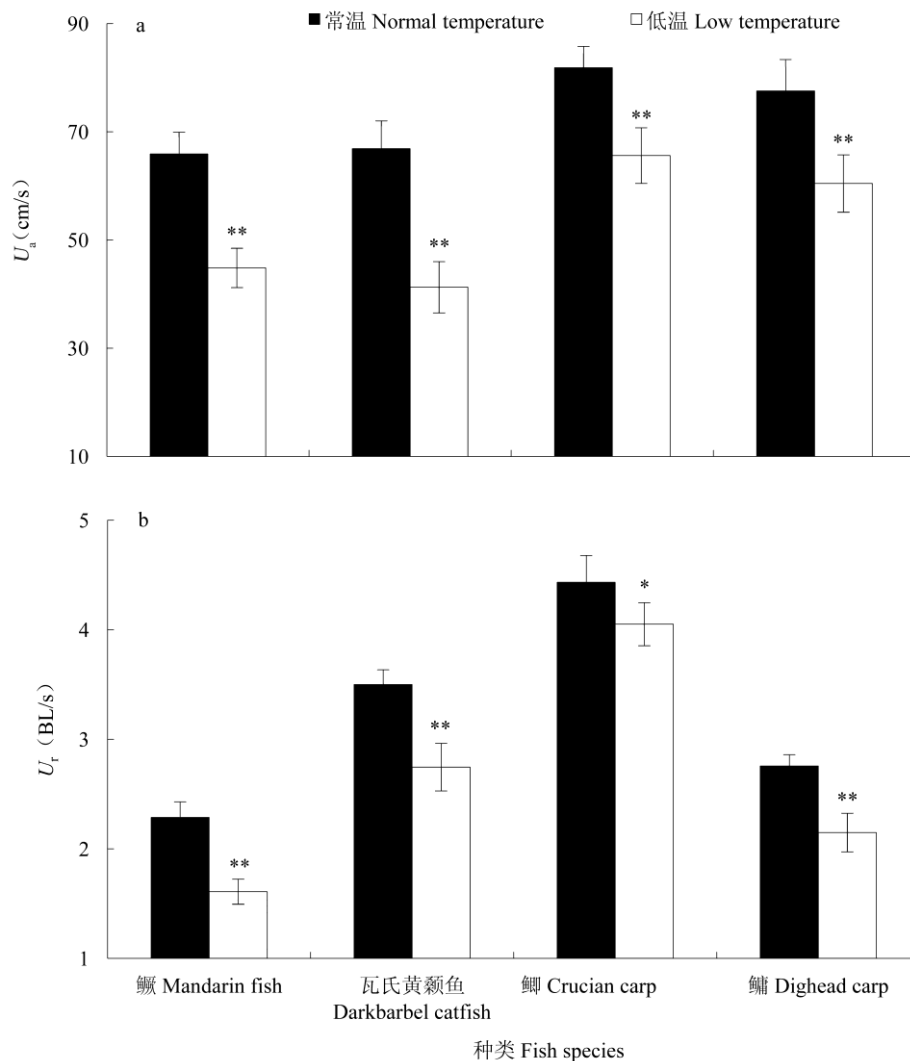 a
■常温 Normal temperature □低温 Low temperature
90
70
50
30
10
Ua (cm/s)
** ** ** **
b
5
4
3
2
1
Ur (BL/s)
** ** * **
鳜 Mandarin fish 瓦氏黄颡鱼 鲫 Crucian carp 鳙 Dighead carp
Darkbarbel catfish
种类 Fish species